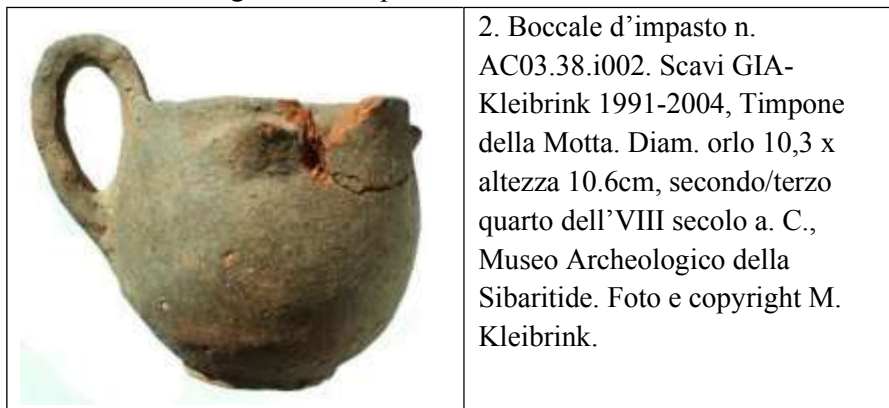 2. Boccale d’impasto n.
AC03.38.i002. Scavi GIA-
Kleibrink 1991-2004, Timpone
della Motta. Diam. orlo 10,3 x
altezza 10.6cm, secondo/terzo
quarto dell’VIII secolo a. C.,
Museo Archeologico della
Sibaritide. Foto e copyright M.
Kleibrink.